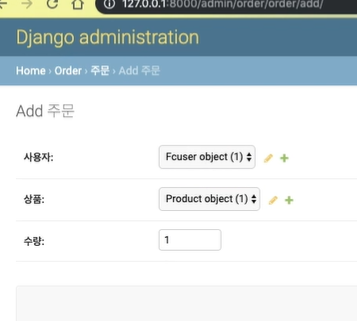 127.0.0.1:8000/admin/order/order/add/
Django administration
Home › Order › 주문 › Add 주문
Add 주문
사용자: Fcuser object (1)
상품: Product object (1)
수량: 1